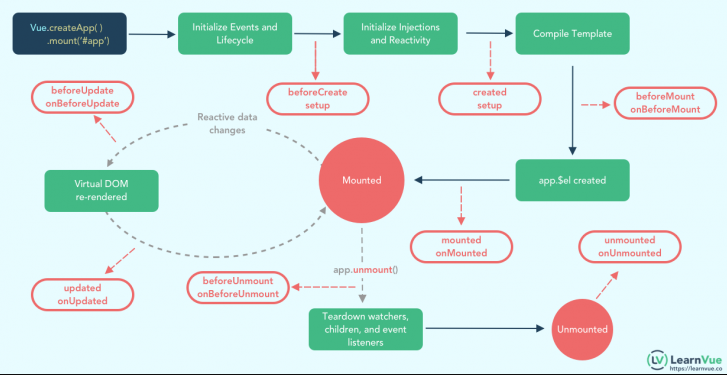 Vue.createApp( )
.mount('#app')
Initialize Events and
Lifecycle
Initialize Injections
and Reactivity
Compile Template
beforeCreate
setup
created
setup
beforeMount
onBeforeMount
beforeUpdate
onBeforeUpdate
Reactive data
changes
Virtual DOM
re-rendered
Mounted
app.$el created
mounted
onMounted
unmounted
onUnmounted
updated
onUpdated
beforeUnmount
onBeforeUnmount
app.unmount()
Teardown watchers,
children, and event
listeners
Unmounted
LV LearnVue
https://learnvue.co